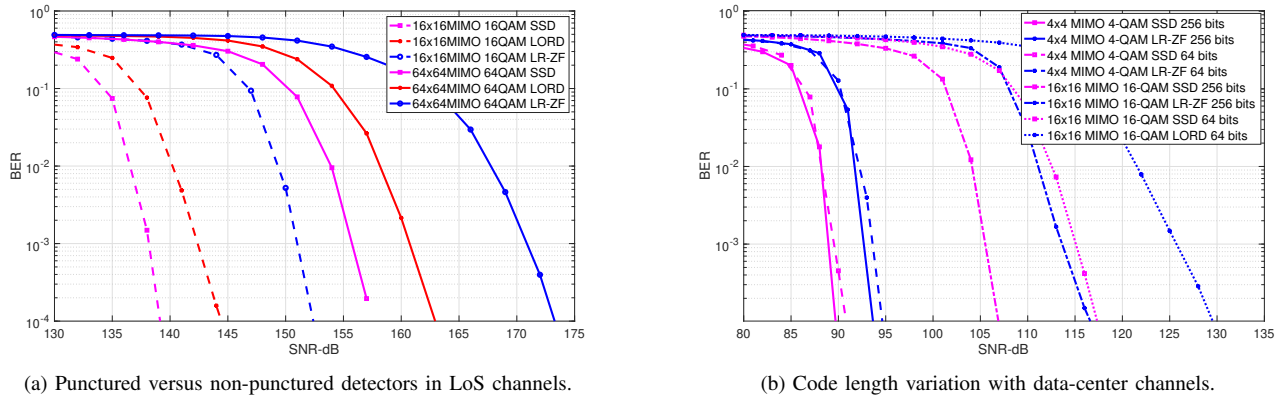 10^0
10^-1
10^-2
10^-3
10^-4
BER
130 135 140 145 150 155 160 165 170 175
SNR-dB
16x16MIMO 16QAM SSD
16x16MIMO 16QAM LORD
16x16MIMO 16QAM LR-ZF
64x64MIMO 64QAM SSD
64x64MIMO 64QAM LORD
64x64MIMO 64QAM LR-ZF
(a) Punctured versus non-punctured detectors in LoS channels.
10^0
10^-1
10^-2
10^-3
BER
80 85 90 95 100 105 110 115 120 125 130 135
SNR-dB
4x4 MIMO 4-QAM SSD 256 bits
4x4 MIMO 4-QAM LR-ZF 256 bits
4x4 MIMO 4-QAM SSD 64 bits
4x4 MIMO 4-QAM LR-ZF 64 bits
16x16 MIMO 16-QAM SSD 256 bits
16x16 MIMO 16-QAM LR-ZF 256 bits
16x16 MIMO 16-QAM SSD 64 bits
16x16 MIMO 16-QAM LORD 64 bits
(b) Code length variation with data-center channels.